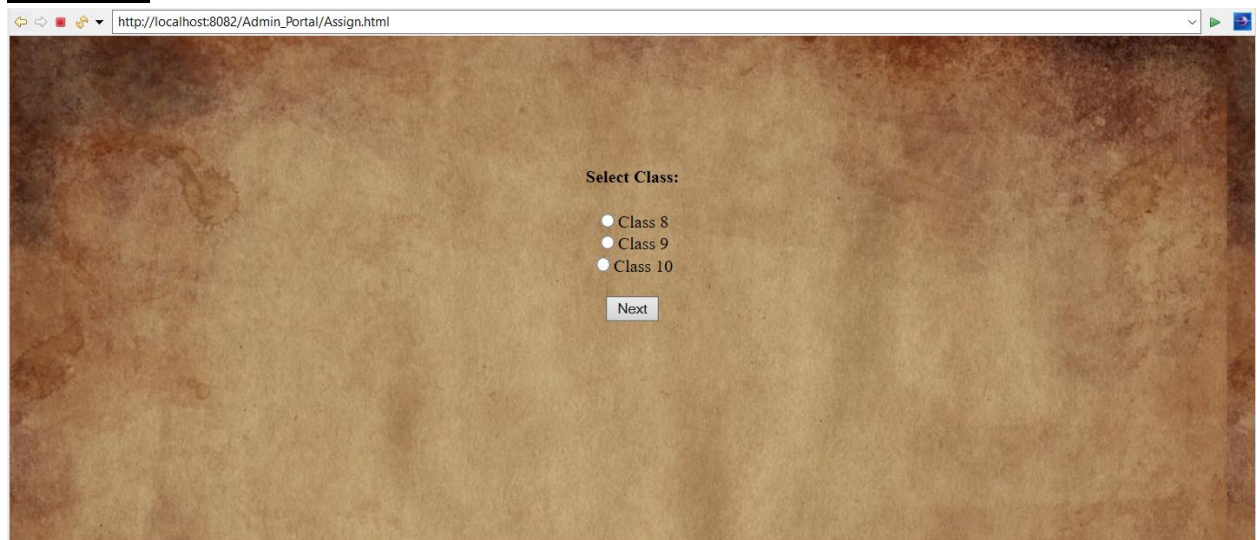 http://localhost:8082/Admin_Portal/Assign.html
Select Class:
Class 8
Class 9
Class 10
Next